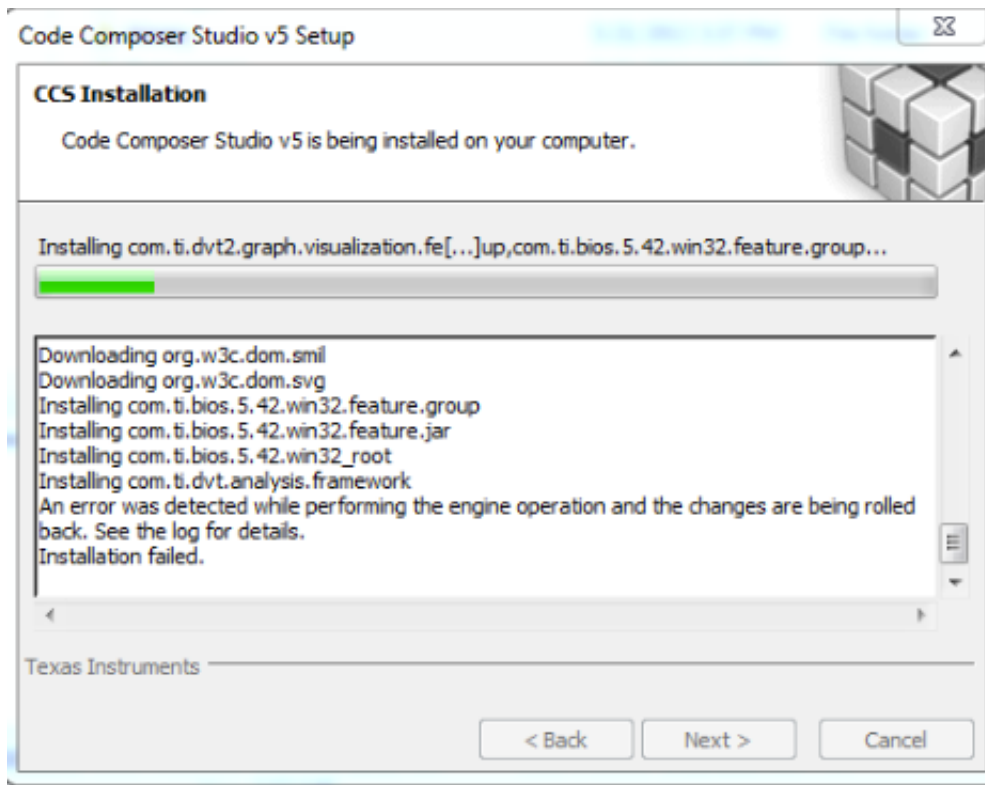 Code Composer Studio v5 Setup
CCS Installation
Code Composer Studio v5 is being installed on your computer.
Installing com.ti.dvt2.graph.visualization.fe[...]up,com.ti.bios.5.42.win32.feature.group...
Downloading org.w3c.dom.smil
Downloading org.w3c.dom.svg
Installing com.ti.bios.5.42.win32.feature.group
Installing com.ti.bios.5.42.win32.feature.jar
Installing com.ti.bios.5.42.win32_root
Installing com.ti.dvt.analysis.framework
An error was detected while performing the engine operation and the changes are being rolled
back. See the log for details.
Installation failed.
Texas Instruments
< Back
Next >
Cancel